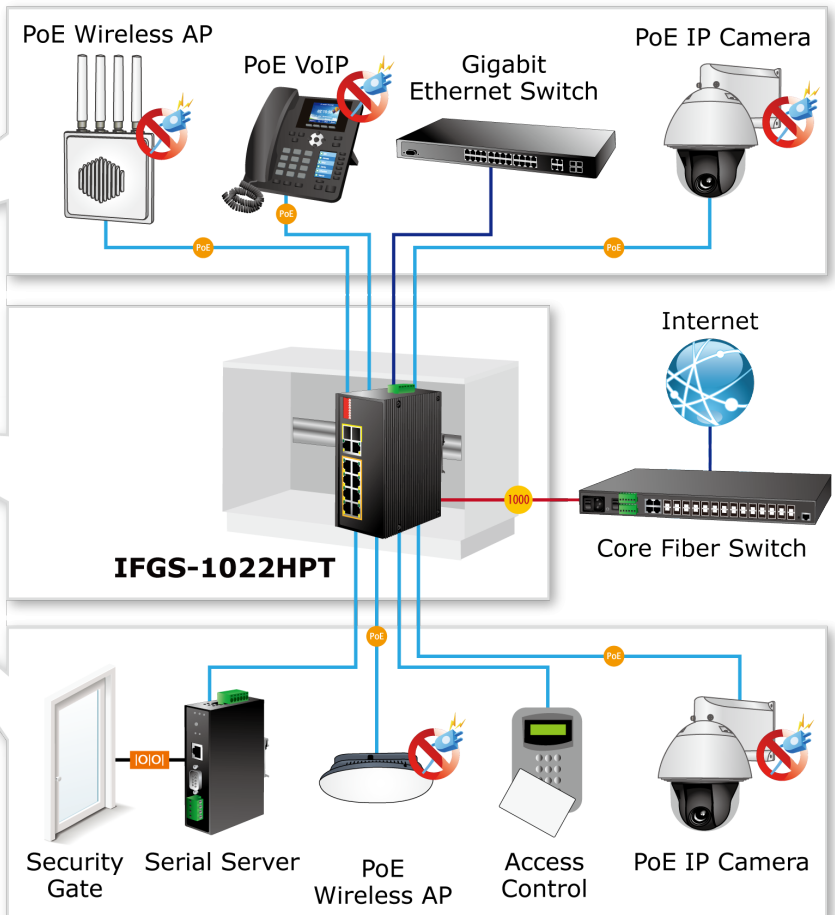 PoE Wireless AP
PoE VoIP
Gigabit
Ethernet Switch
PoE IP Camera
PoE
PoE
PoE
Internet
1000
Core Fiber Switch
IFGS-1022HPT
PoE
PoE
|O|O|
Security
Gate
Serial Server
PoE
Wireless AP
Access
Control
PoE IP Camera